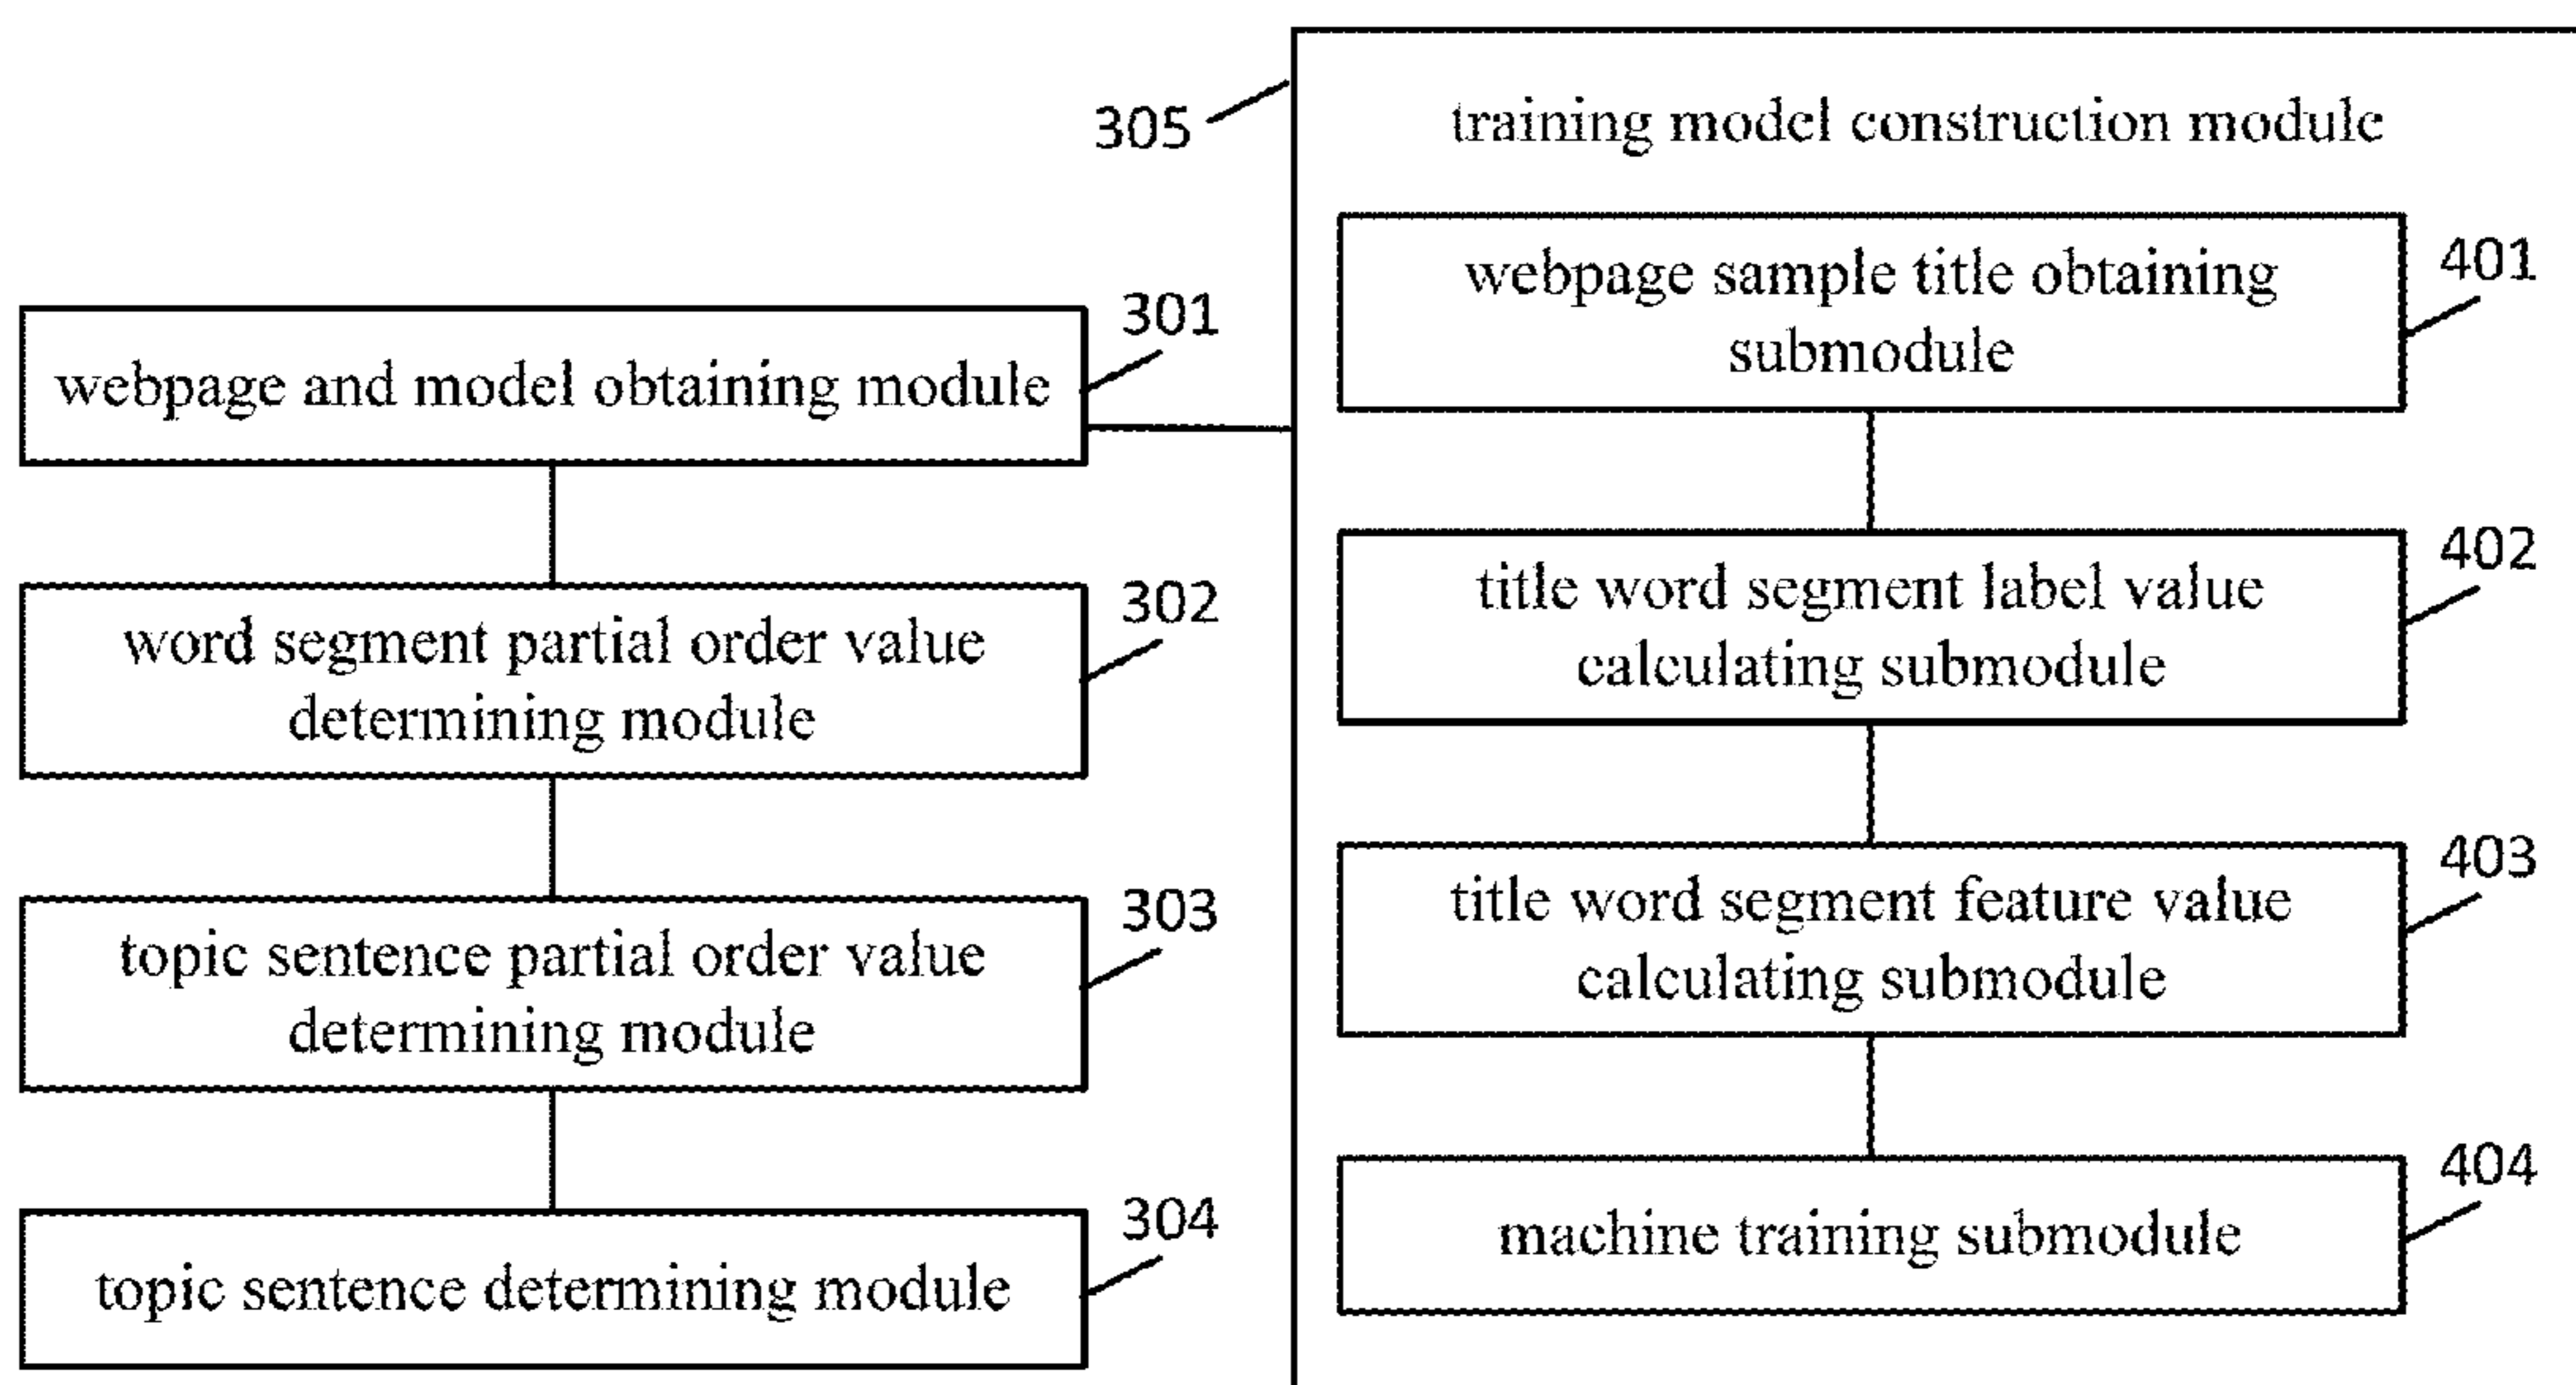 305
training model construction module
webpage sample title obtaining
submodule
401
301
webpage and model obtaining module
402
title word segment label value
calculating submodule
302
word segment partial order value
determining module
403
title word segment feature value
calculating submodule
303
topic sentence partial order value
determining module
404
machine training submodule
304
topic sentence determining module